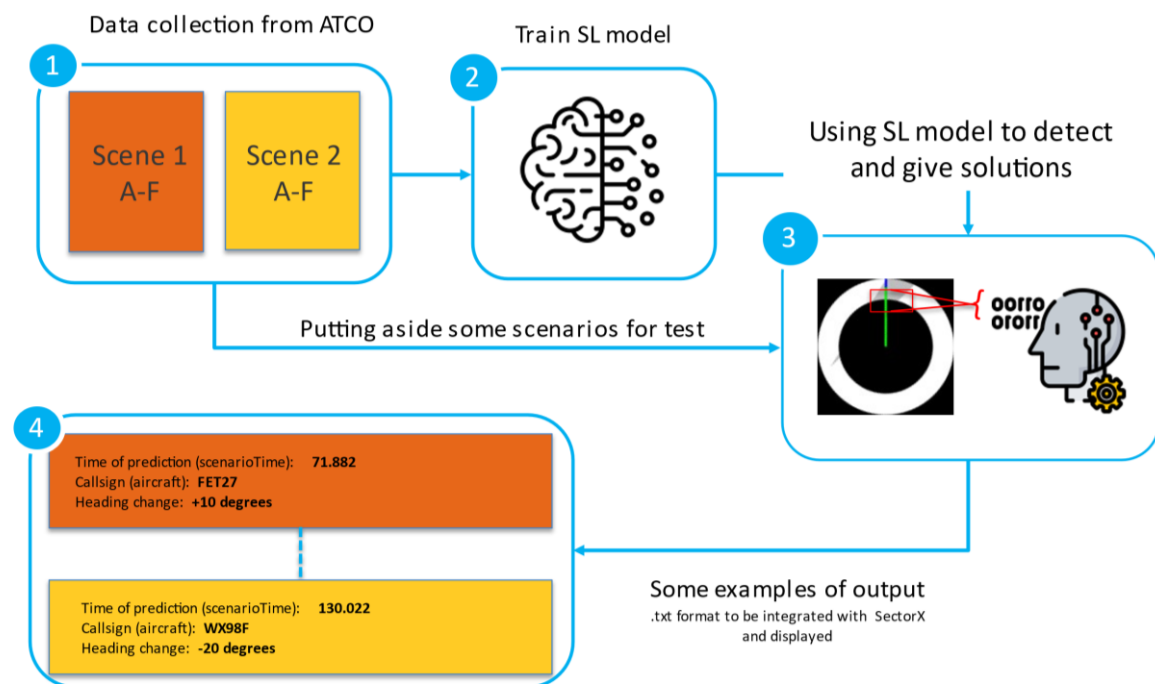 Data collection from ATCO
1
Scene 1
A-F
Scene 2
A-F
Train SL model
2
Using SL model to detect
and give solutions
3
oorro
ororr
Putting aside some scenarios for test
4
Time of prediction (scenarioTime): 71.882
Callsign (aircraft): FET27
Heading change: +10 degrees
Time of prediction (scenarioTime): 130.022
Callsign (aircraft): WX98F
Heading change: -20 degrees
Some examples of output
.txt format to be integrated with SectorX
and displayed